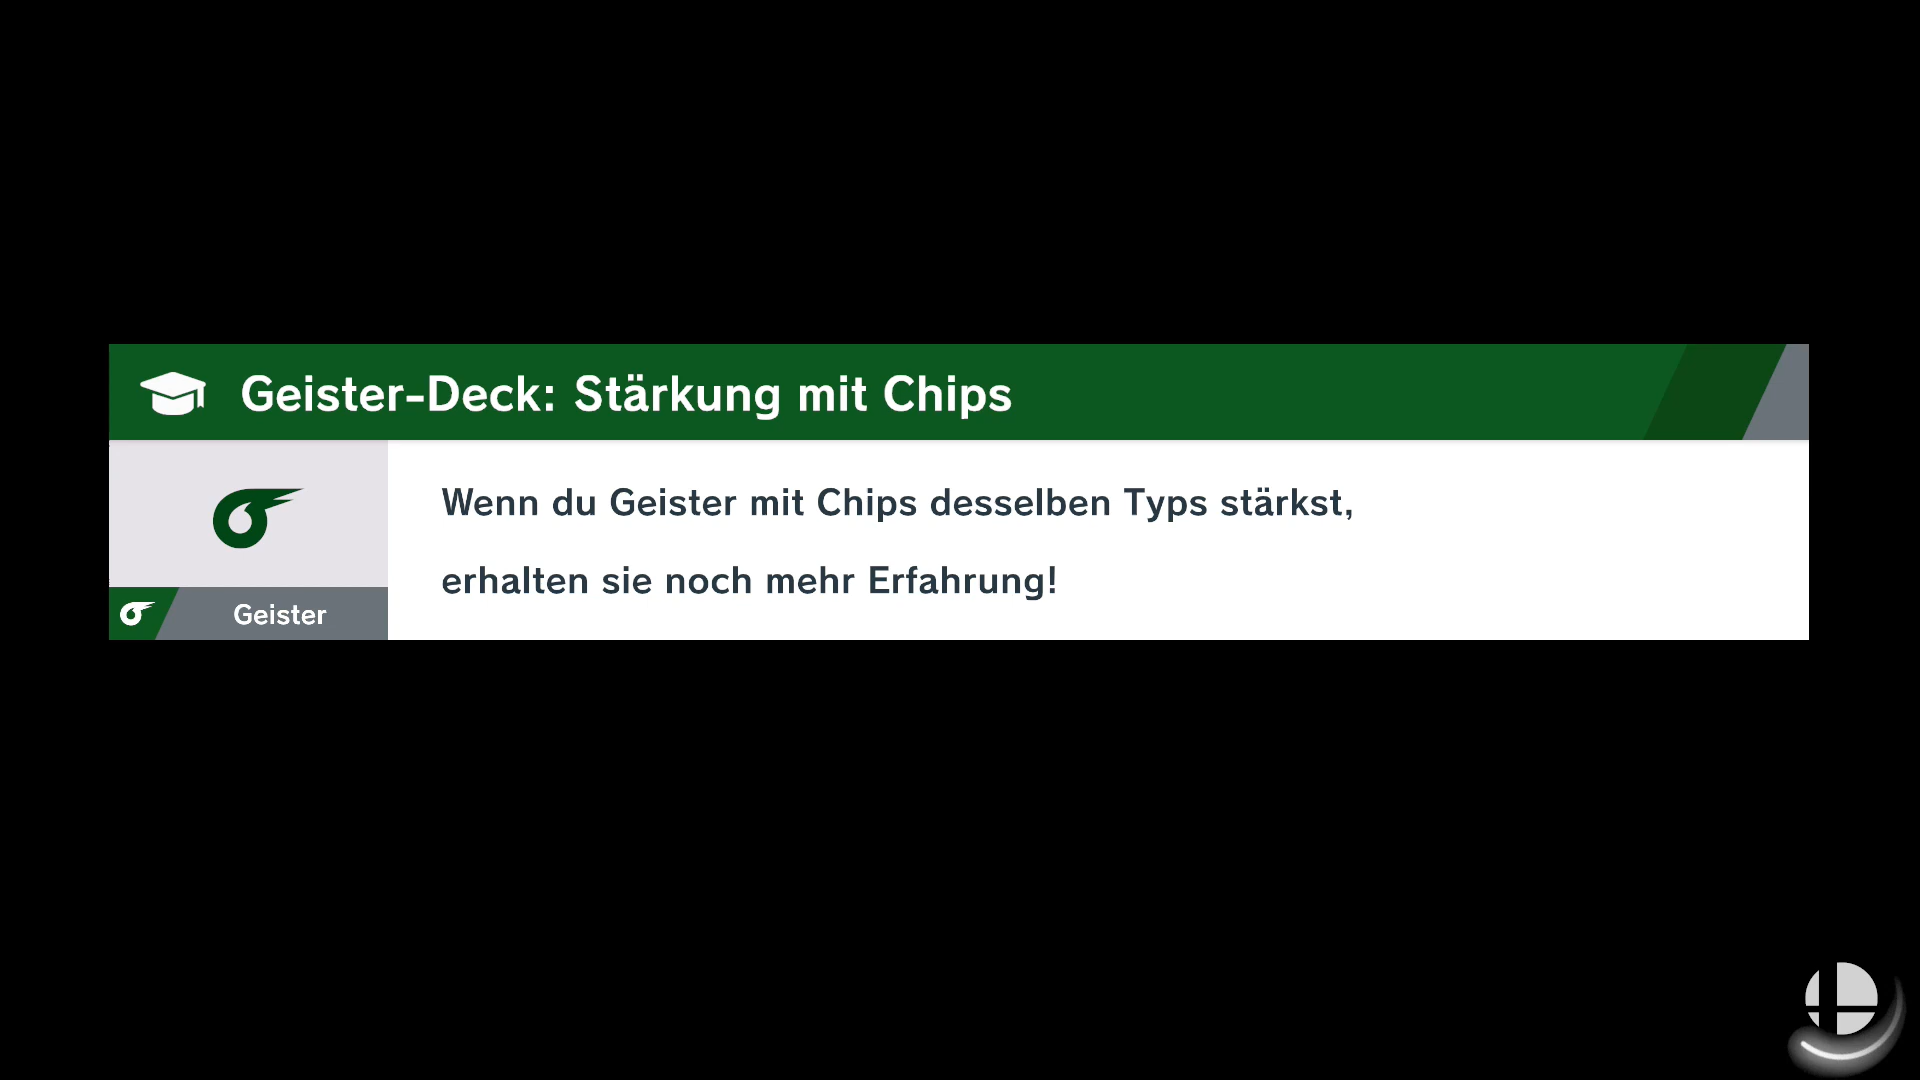 Geister-Deck: Stärkung mit Chips
Wenn du Geister mit Chips desselben Typs stärkst,
erhalten sie noch mehr Erfahrung!
Geister